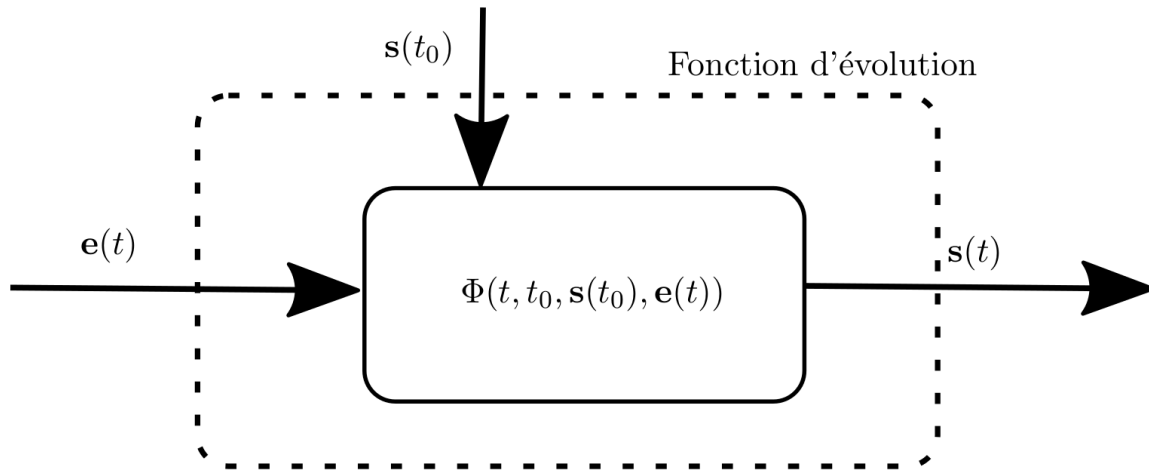 s(t₀)
Fonction d'évolution
e(t)
s(t)
Φ(t, t₀, s(t₀), e(t))